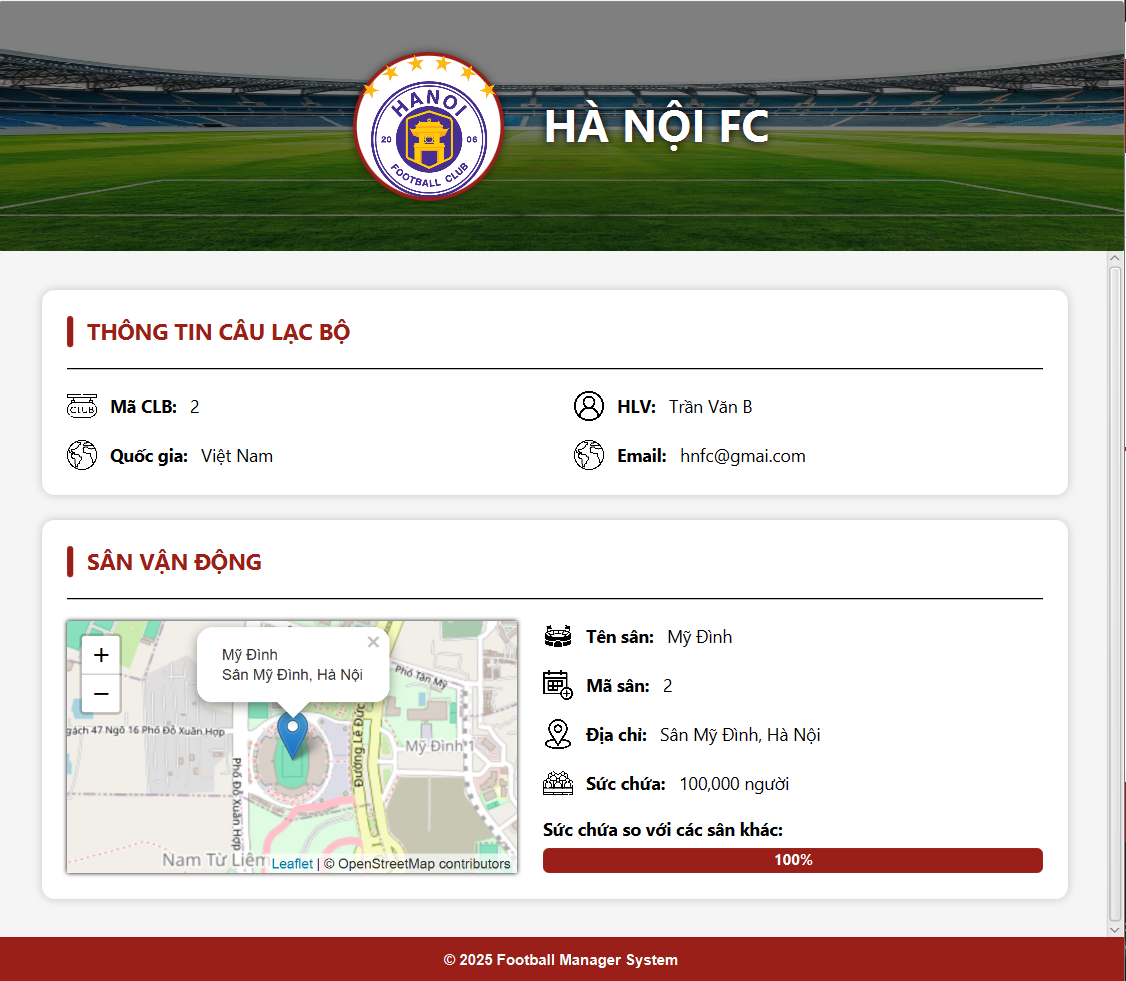 HANOI
20 06
FOOTBALL CLUB
HÀ NỘI FC
THÔNG TIN CÂU LẠC BỘ
CLUB
Mã CLB: 2
HLV: Trần Văn B
Quốc gia: Việt Nam
Email: hnfc@gmai.com
SÂN VẬN ĐỘNG
+
−
×
Mỹ Đình
Sân Mỹ Đình, Hà Nội
Phố Tân Mỹ
gách 47 Ngõ 16 Phố Đỗ Xuân Hợp
Phố Đỗ Xuân Hợp
Đường Lê Đức
Mỹ Đình 1
Nam Từ Liêm
Leaflet | © OpenStreetMap contributors
Tên sân: Mỹ Đình
Mã sân: 2
Địa chỉ: Sân Mỹ Đình, Hà Nội
Sức chứa: 100,000 người
Sức chứa so với các sân khác:
100%
© 2025 Football Manager System